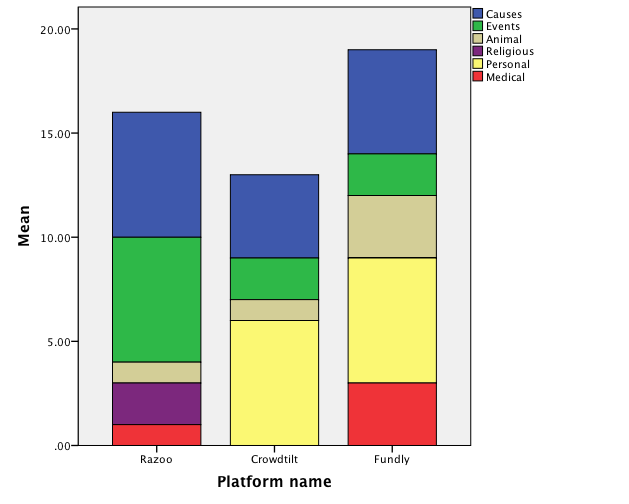 Causes
Events
Animal
Religious
Personal
Medical
20.00
15.00
10.00
5.00
.00
Mean
Razoo
Crowdtilt
Fundly
Platform name